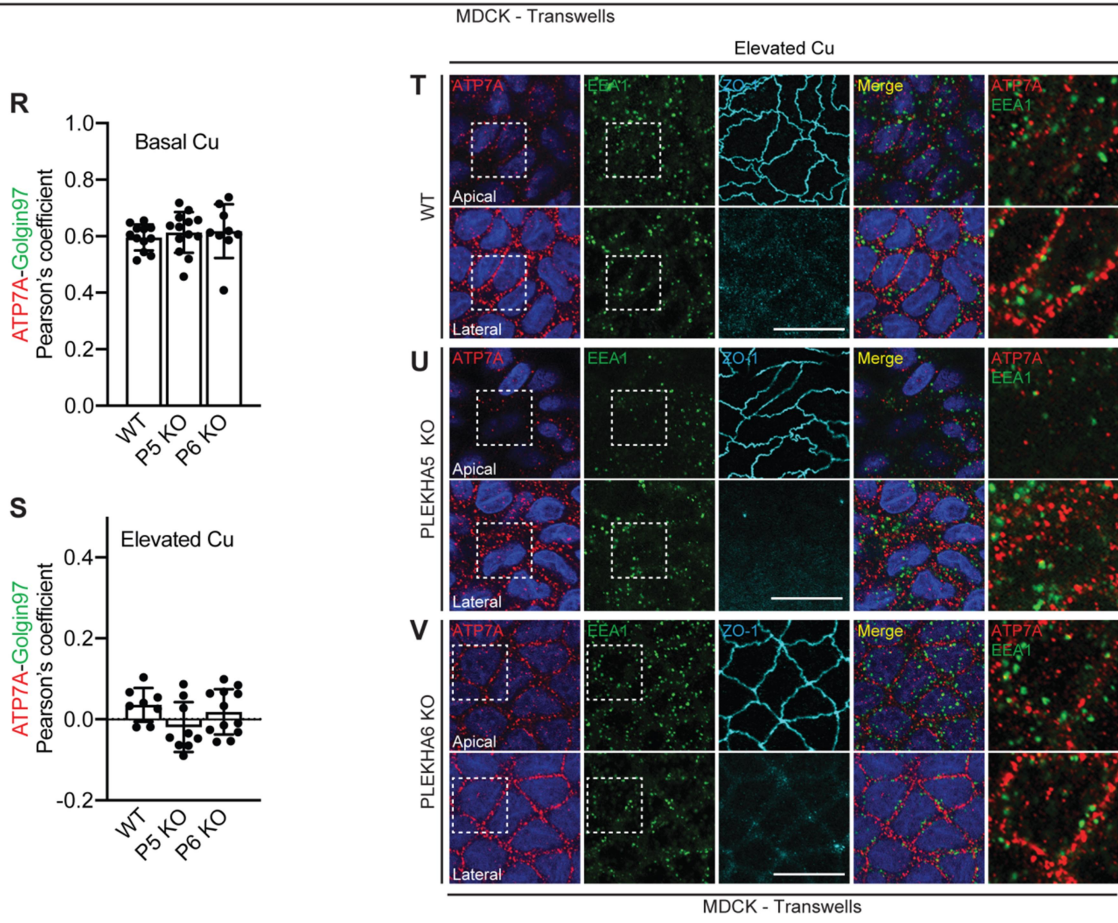 MDCK - Transwells
Elevated Cu
R
1.0
0.8
0.6
0.4
0.2
0.0
Basal Cu
ATP7A-Golgin97
Pearson's coefficient
WT
P5 KO
P6 KO
S
0.4
0.2
0.0
-0.2
Elevated Cu
ATP7A-Golgin97
Pearson's coefficient
WT
P5 KO
P6 KO
T
WT
ATP7A
EEA1
ZO-1
Merge
ATP7A
EEA1
Apical
Lateral
U
PLEKHA5 KO
ATP7A
EEA1
ZO-1
Merge
ATP7A
EEA1
Apical
Lateral
V
PLEKHA6 KO
ATP7A
EEA1
ZO-1
Merge
ATP7A
EEA1
Apical
Lateral
MDCK - Transwells